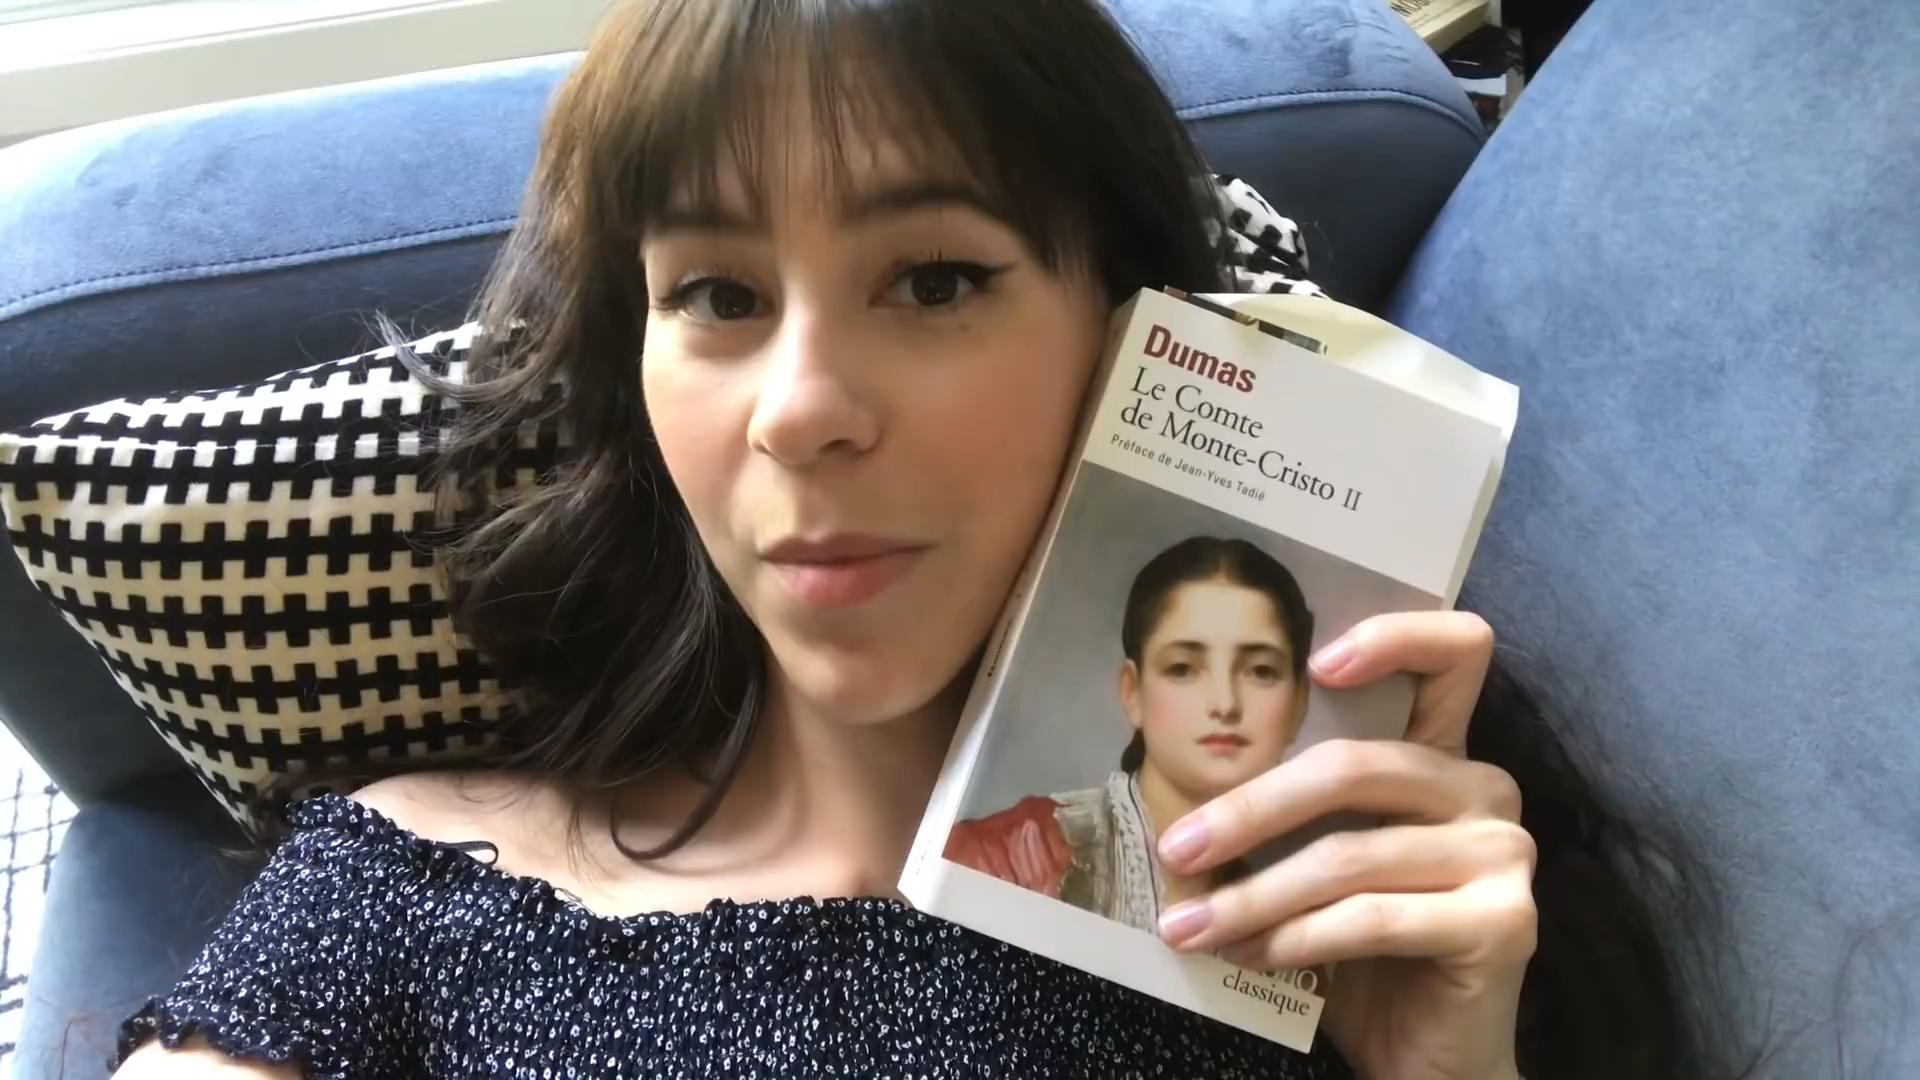 Dumas
Le Comte
de Monte-Cristo II
Préface de Jean-Yves Tadié
classique